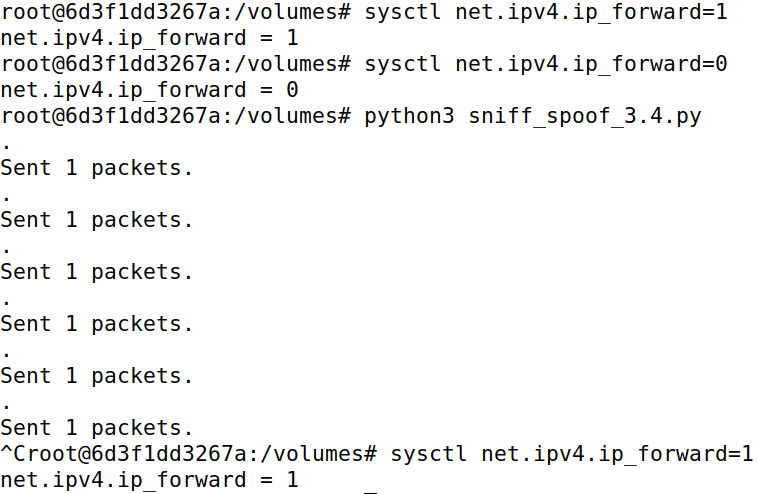 root@6d3f1dd3267a:/volumes# sysctl net.ipv4.ip_forward=1
net.ipv4.ip_forward = 1
root@6d3f1dd3267a:/volumes# sysctl net.ipv4.ip_forward=0
net.ipv4.ip_forward = 0
root@6d3f1dd3267a:/volumes# python3 sniff_spoof_3.4.py
.
Sent 1 packets.
.
Sent 1 packets.
.
Sent 1 packets.
.
Sent 1 packets.
.
Sent 1 packets.
.
Sent 1 packets.
^Croot@6d3f1dd3267a:/volumes# sysctl net.ipv4.ip_forward=1
net.ipv4.ip_forward = 1